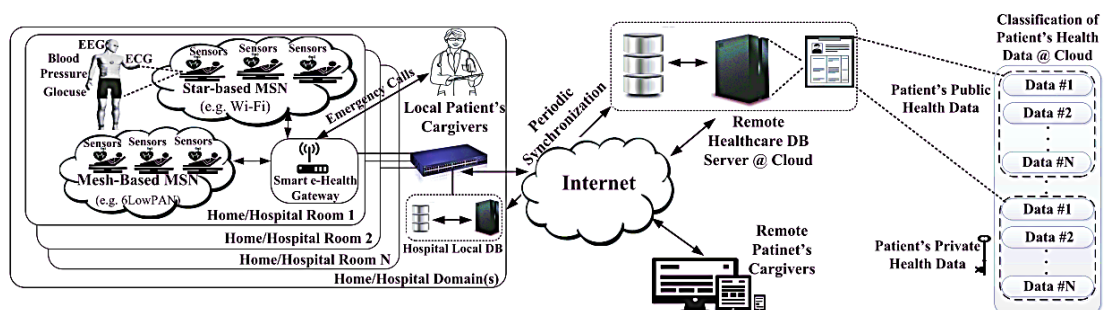 EEG
Blood
Pressure
ECG
Glocuse
Sensors
Sensors
Sensors
Star-based MSN
(e.g. Wi-Fi)
Sensors
Sensors
Sensors
Mesh-Based MSN
(e.g. 6LowPAN)
Emergency Calls
Smart e-Health
Gateway
Home/Hospital Room 1
Home/Hospital Room 2
Home/Hospital Room N
Home/Hospital Domain(s)
Local Patient's
Cargivers
Hospital Local DB
Periodic
Synchronization
Internet
Remote
Healthcare DB
Server @ Cloud
Remote
Patinet's
Cargivers
Classification of
Patient's Health
Data @ Cloud
Patient's Public
Health Data
Data #1
Data #2
Data #N
Patient's Private
Health Data
Data #1
Data #2
Data #N